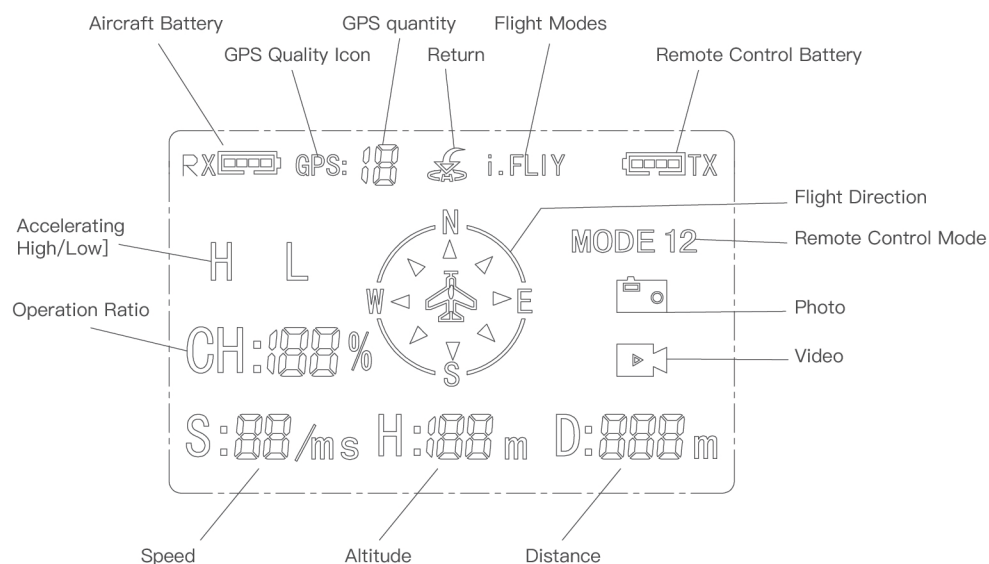 Aircraft Battery
GPS quantity
Flight Modes
GPS Quality Icon
Return
Remote Control Battery
RX GPS: 18 i.FLIY TX
Flight Direction
N
Accelerating
High/Low]
MODE 12
Remote Control Mode
H L
W E
Operation Ratio
Photo
CH:188%
Video
S
S:88/ms H:188m D:888m
Speed
Altitude
Distance